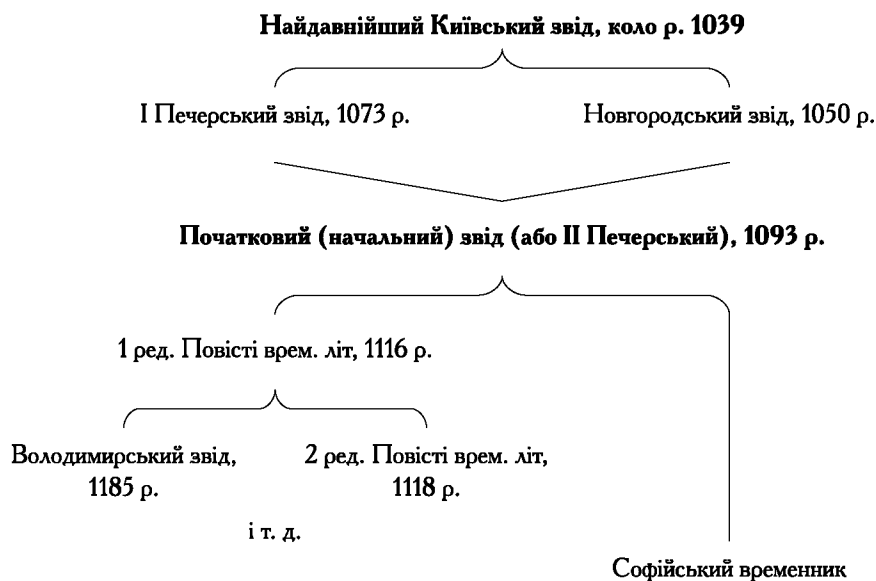 Найдавнійший Київський звід, коло р. 1039
І Печерський звід, 1073 р.
Новгородський звід, 1050 р.
Початковий (начальний) звід (або ІІ Печерський), 1093 р.
1 ред. Повісті врем. літ, 1116 р.
Володимирський звід,
1185 р.
2 ред. Повісті врем. літ,
1118 р.
і т. д.
Софійський временник